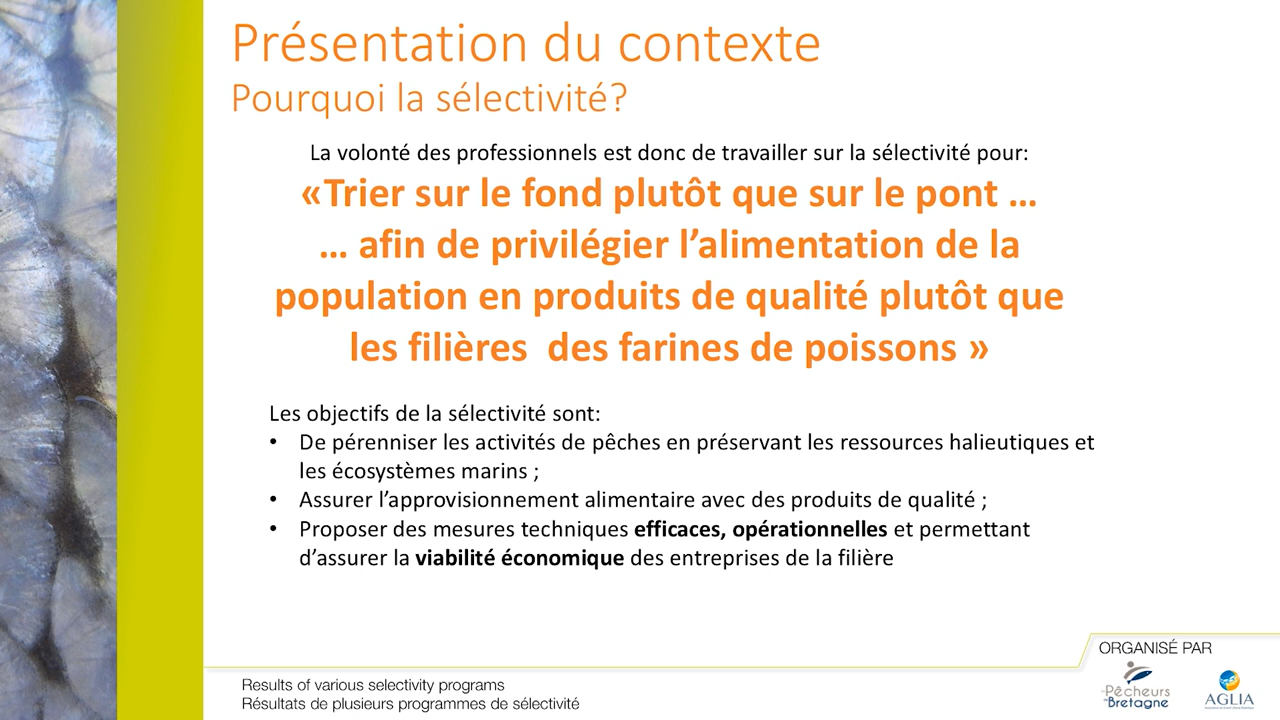 Présentation du contexte
Pourquoi la sélectivité?
La volonté des professionnels est donc de travailler sur la sélectivité pour:
«Trier sur le fond plutôt que sur le pont …
… afin de privilégier l’alimentation de la
population en produits de qualité plutôt que
les filières des farines de poissons »
Les objectifs de la sélectivité sont:
• De pérenniser les activités de pêches en préservant les ressources halieutiques et
les écosystèmes marins ;
• Assurer l’approvisionnement alimentaire avec des produits de qualité ;
• Proposer des mesures techniques efficaces, opérationnelles et permettant
d’assurer la viabilité économique des entreprises de la filière
ORGANISÉ PAR
Pêcheurs
Bretagne
AGLIA
Results of various selectivity programs
Résultats de plusieurs programmes de sélectivité